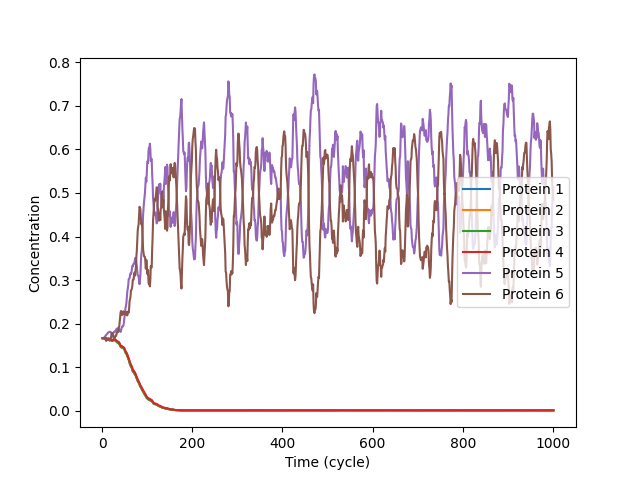 0.8
0.7
0.6
0.5
0.4
0.3
0.2
0.1
0.0
Concentration
0
200
400
600
800
1000
Time (cycle)
Protein 1
Protein 2
Protein 3
Protein 4
Protein 5
Protein 6